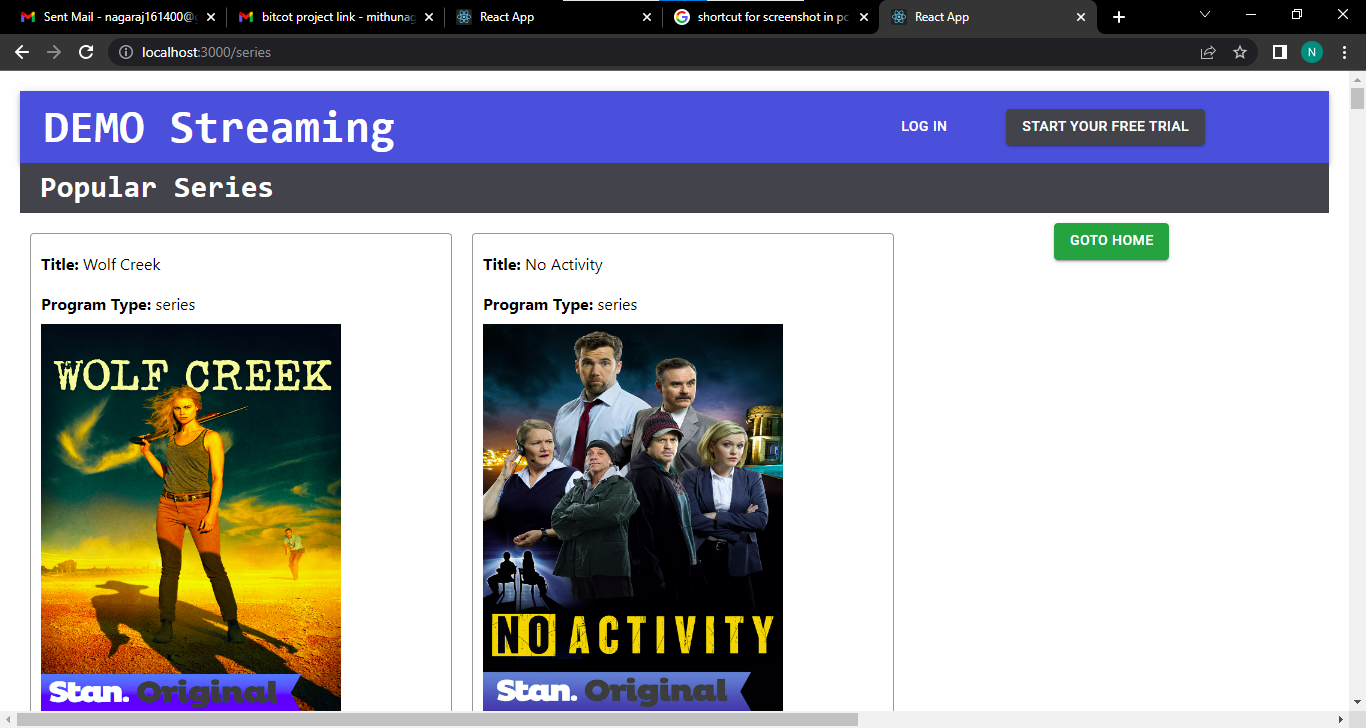 Sent Mail - nagaraj161400@
bitcot project link - mithunag
React App
shortcut for screenshot in pc
React App
localhost:3000/series
N
DEMO Streaming
LOG IN
START YOUR FREE TRIAL
Popular Series
GOTO HOME
Title: Wolf Creek
Program Type: series
WOLF CREEK
Stan. Original
Title: No Activity
Program Type: series
NO ACTIVITY
Stan. Original